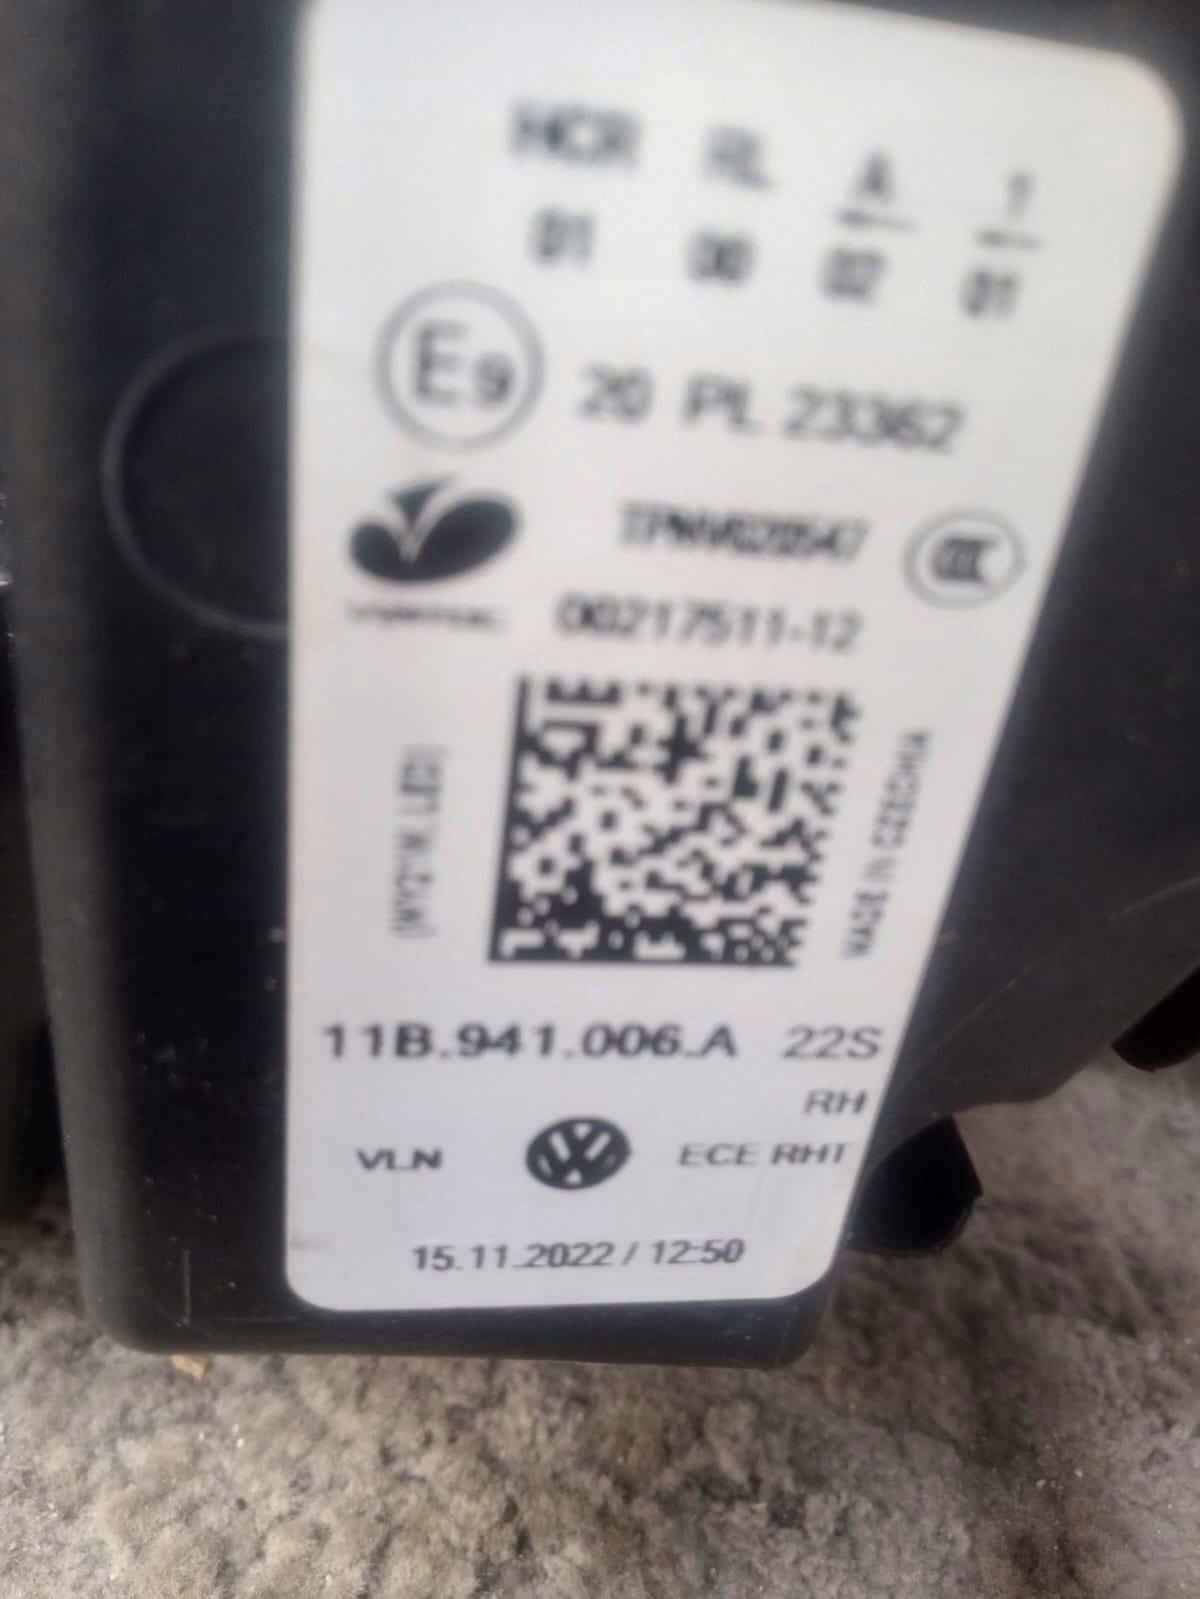 HCR RL A 1
01 00 02 01
E9 20 PL 23362
00217511-12
MADE IN CZECHIA
11B.941.006.A 22S
RH
VLN ECE RHT
15.11.2022 / 12:50